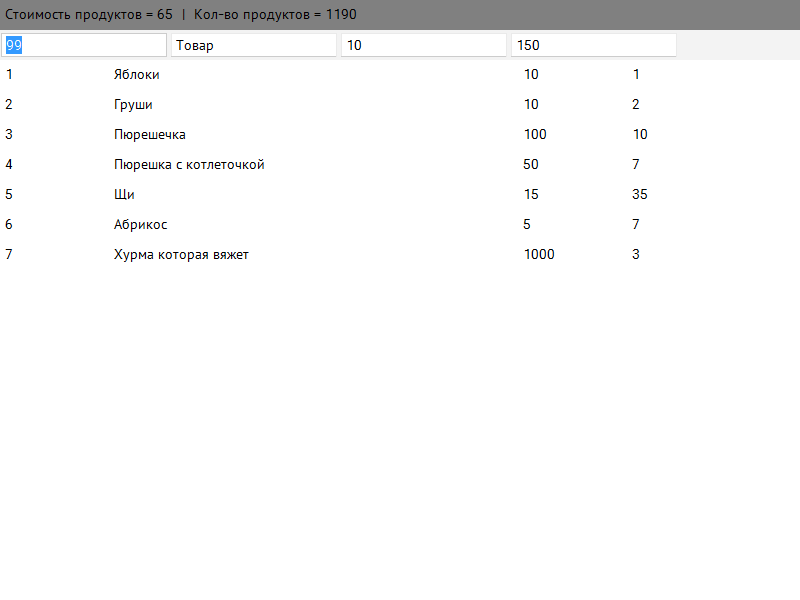 Стоимость продуктов = 65 | Кол-во продуктов = 1190
99 Товар 10 150
1 Яблоки 10 1
2 Груши 10 2
3 Пюрешечка 100 10
4 Пюрешка с котлеточкой 50 7
5 Щи 15 35
6 Абрикос 5 7
7 Хурма которая вяжет 1000 3